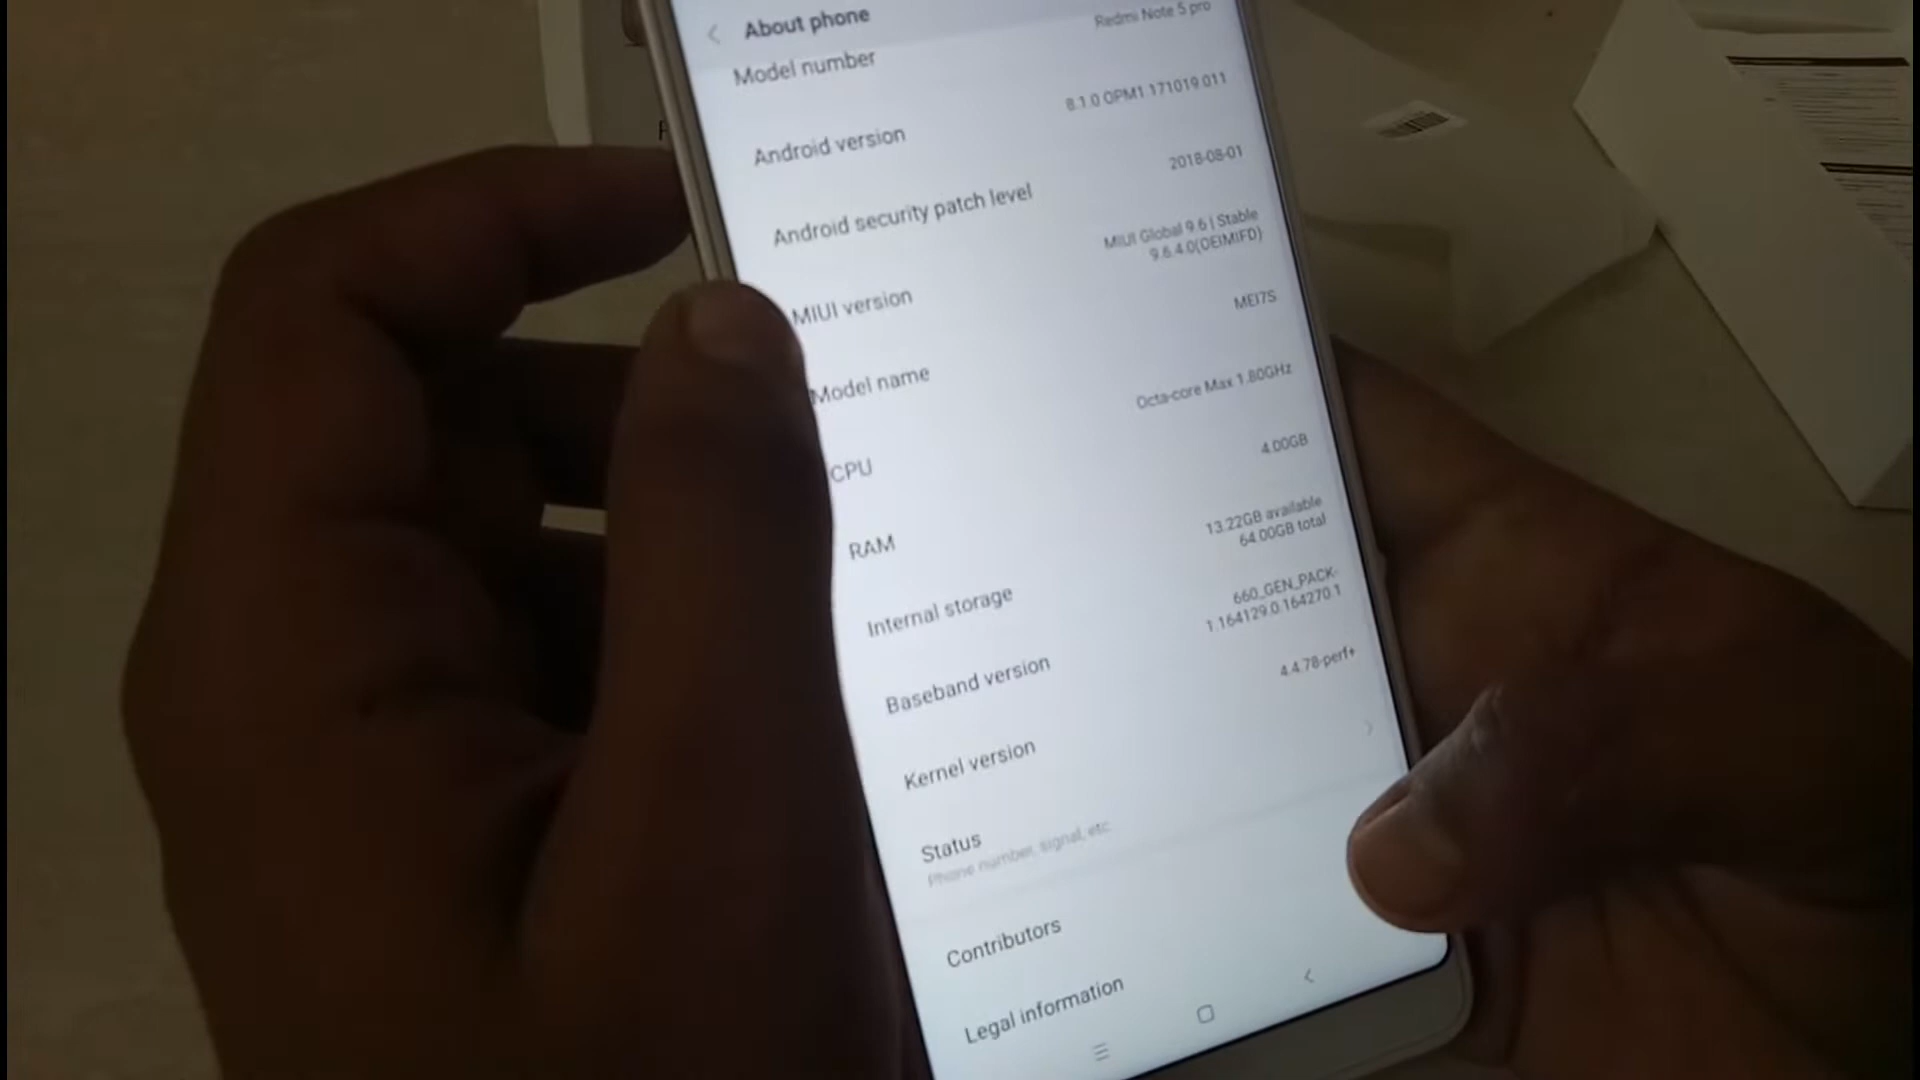 About phone
Model number
Redmi Note 5 pro
Android version
8.1.0 OPM1.171019.011
Android security patch level
2018-08-01
MIUI version
MIUI Global 9.6 | Stable
9.6.4.0(OEIMIFD)
Model name
MEI7S
CPU
Octa-core Max 1.80GHz
RAM
4.00GB
Internal storage
13.22GB available
64.00GB total
Baseband version
660_GEN_PACK-
1.164129.0.164270.1
Kernel version
4.4.78-perf+
Status
Phone number, signal, etc
Contributors
Legal information